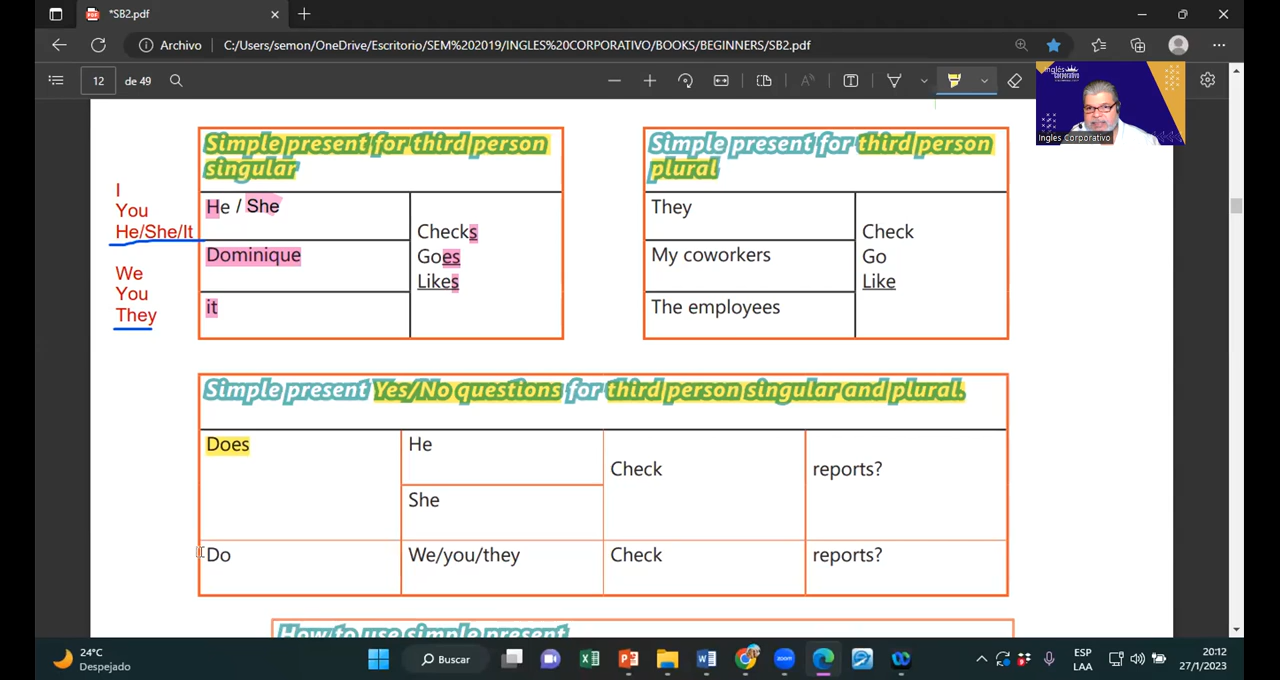 *SB2.pdf
Archivo
C:/Users/semon/OneDrive/Escritorio/SEM%202019/INGLES%20CORPORATIVO/BOOKS/BEGINNERS/SB2.pdf
12
de 49
Inglés
Corporativo
Ingles Corporativo
I
You
He/She/It
We
You
They
Simple present for third person
singular
He / She
Dominique
it
Checks
Goes
Likes
Simple present for third person
plural
They
My coworkers
The employees
Check
Go
Like
Simple present Yes/No questions for third person singular and plural.
Does
He
She
Check
reports?
Do
We/you/they
Check
reports?
How to use simple present
24°C
Despejado
Buscar
zoom
ESP
LAA
20:12
27/1/2023